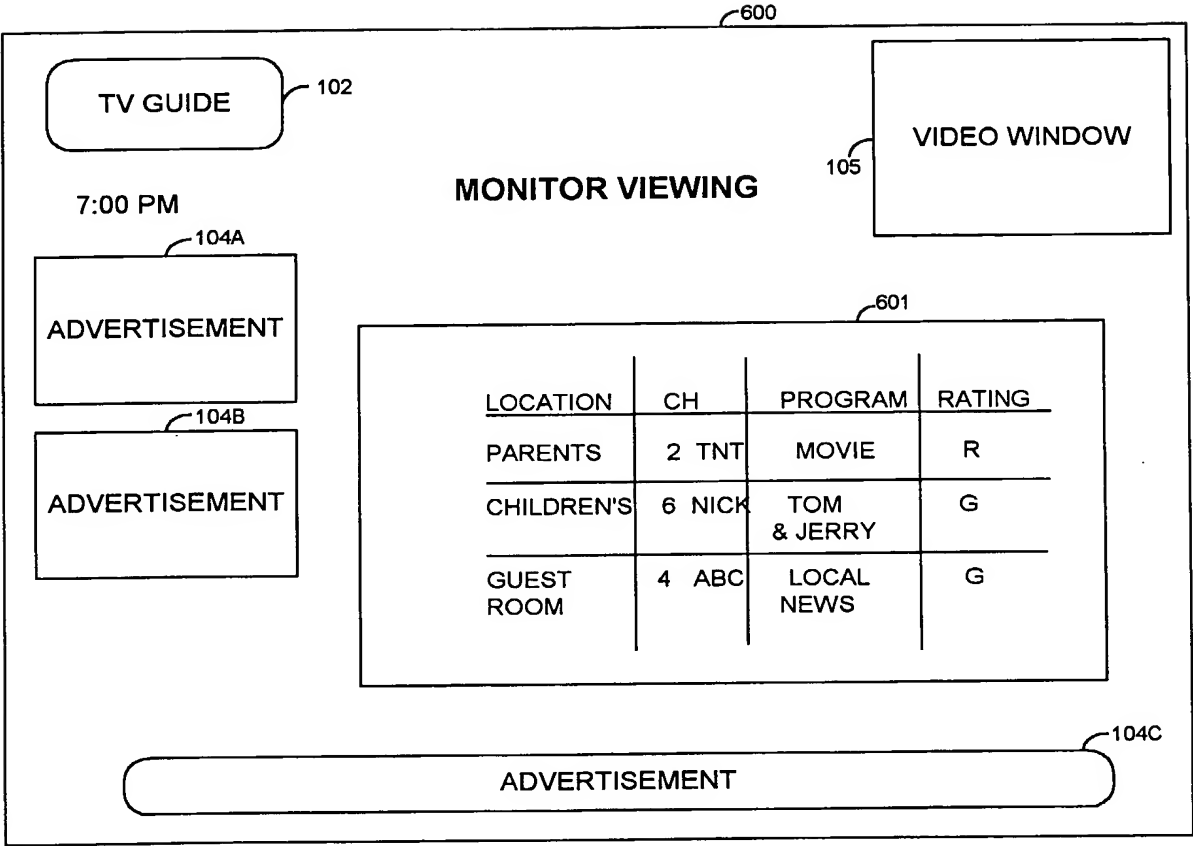 600
TV GUIDE
102
VIDEO WINDOW
105
MONITOR VIEWING
7:00 PM
104A
ADVERTISEMENT
104B
ADVERTISEMENT
601
LOCATION CH PROGRAM RATING
PARENTS 2 TNT MOVIE R
CHILDREN'S 6 NICK TOM G
& JERRY
GUEST 4 ABC LOCAL G
ROOM NEWS
104C
ADVERTISEMENT